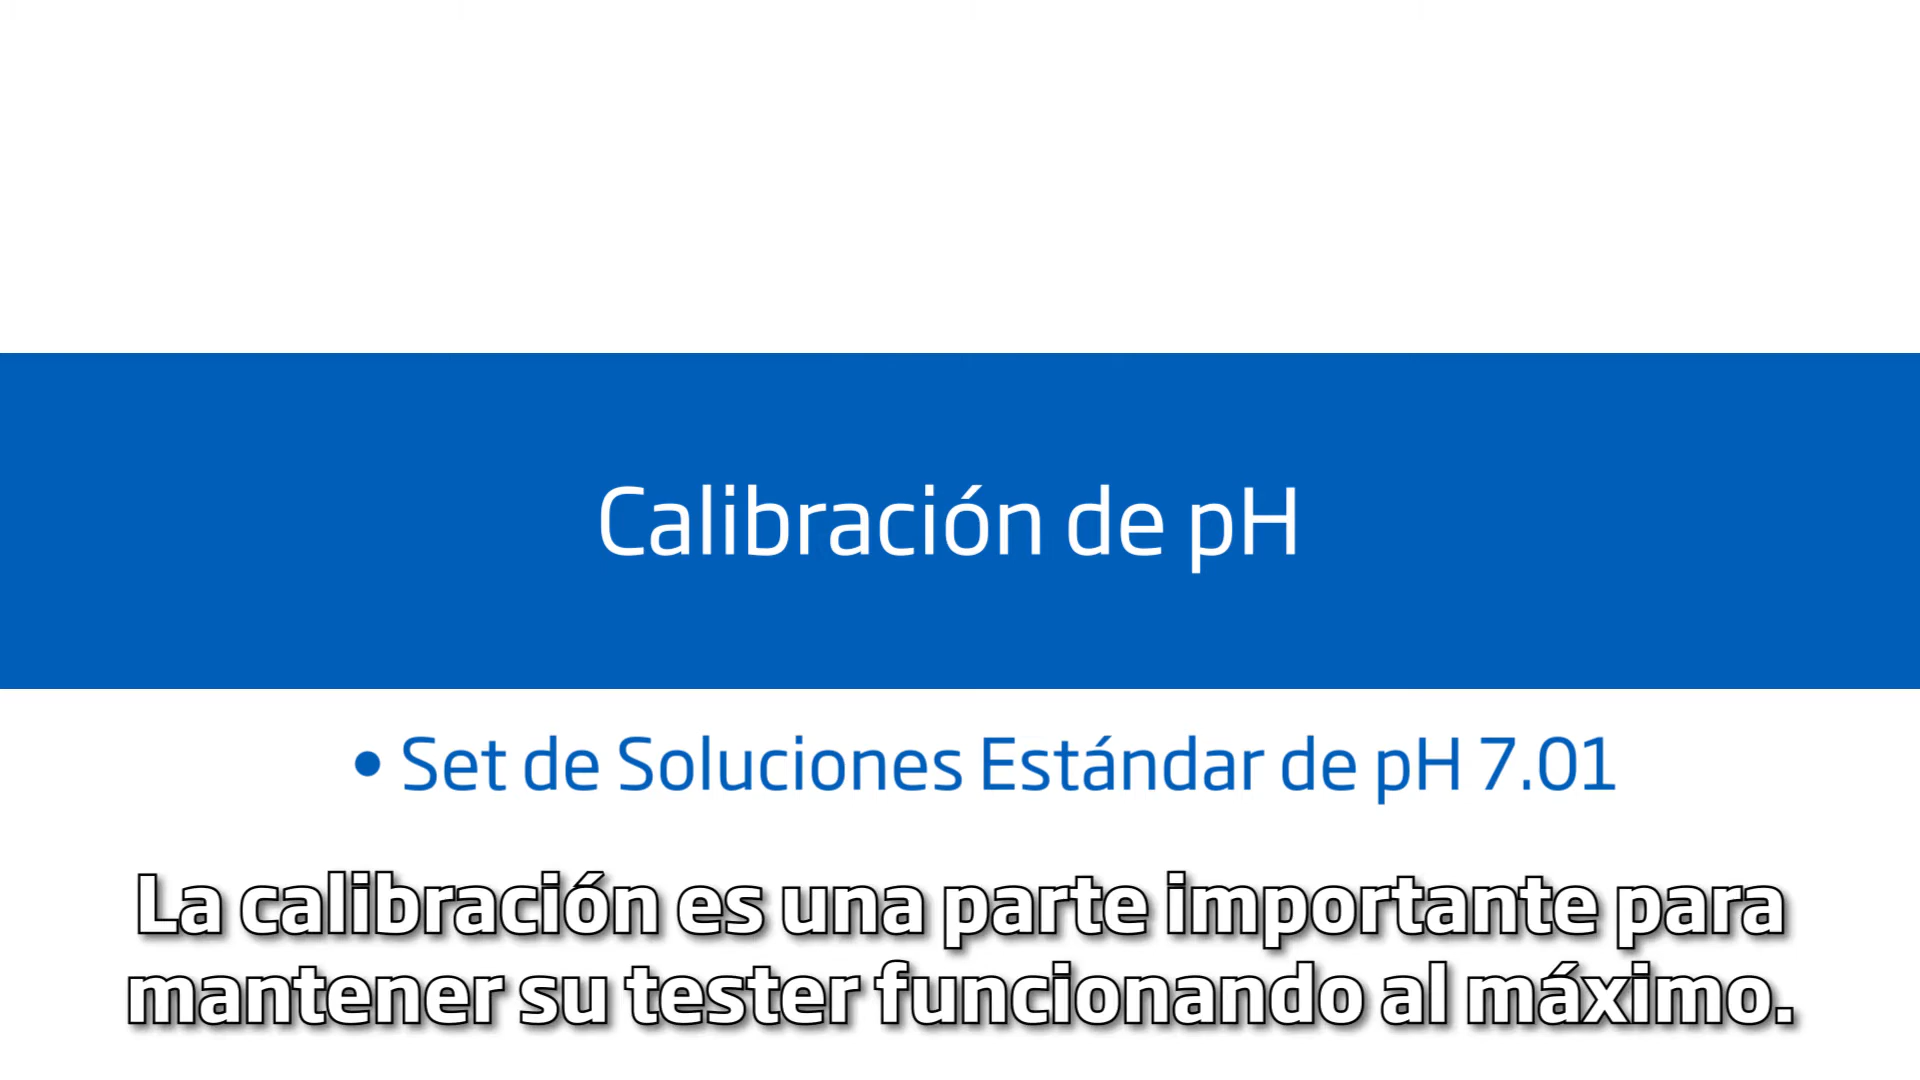 Calibración de pH
• Set de Soluciones Estándar de pH 7.01
La calibración es una parte importante para
mantener su tester funcionando al máximo.